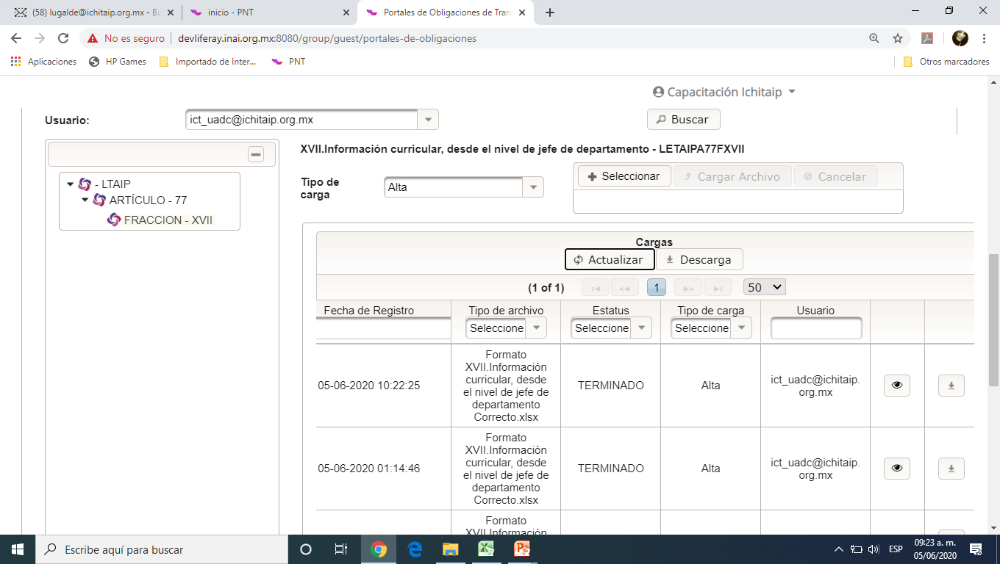 (58) lugalde@ichitaip.org.mx - Bu
inicio - PNT
Portales de Obligaciones de Tran
No es seguro
devliferay.inai.org.mx:8080/group/guest/portales-de-obligaciones
Aplicaciones
HP Games
Importado de Inter...
PNT
Otros marcadores
Capacitación Ichitaip
Usuario:
ict_uadc@ichitaip.org.mx
Buscar
- LTAIP
ARTÍCULO - 77
FRACCION - XVII
XVII.Información curricular, desde el nivel de jefe de departamento - LETAIPA77FXVII
Tipo de
carga
Alta
Seleccionar
Cargar Archivo
Cancelar
Cargas
Actualizar
Descarga
(1 of 1)
1
50
Fecha de Registro
Tipo de archivo
Estatus
Tipo de carga
Usuario
Seleccione
Seleccione
Seleccione
05-06-2020 10:22:25
Formato
XVII.Información
curricular, desde
el nivel de jefe de
departamento
Correcto.xlsx
TERMINADO
Alta
ict_uadc@ichitaip.
org.mx
05-06-2020 01:14:46
Formato
XVII.Información
curricular, desde
el nivel de jefe de
departamento
Correcto.xlsx
TERMINADO
Alta
ict_uadc@ichitaip.
org.mx
Formato
XVII.Información
Escribe aquí para buscar
ESP
09:23 a. m.
05/06/2020